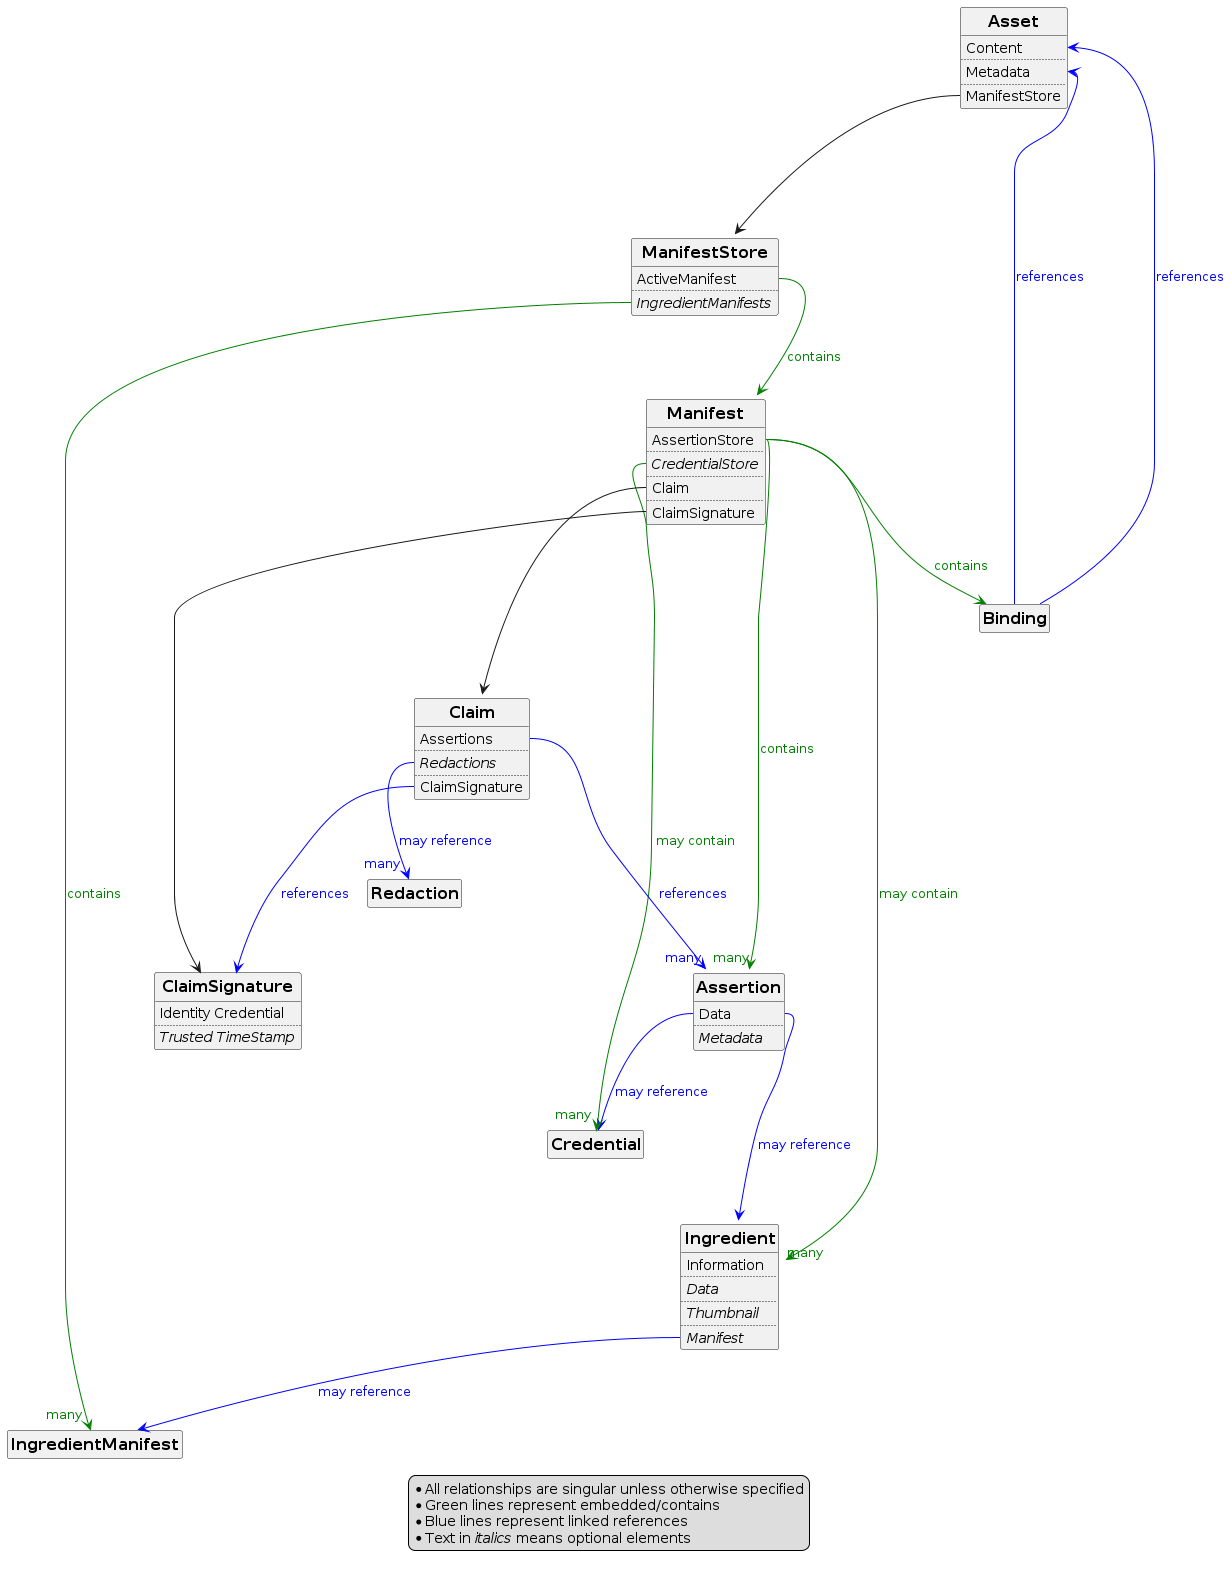 Asset
Content
Metadata
ManifestStore
ManifestStore
ActiveManifest
IngredientManifests
references
references
contains
Manifest
AssertionStore
CredentialStore
Claim
ClaimSignature
contains
Binding
Claim
Assertions
Redactions
ClaimSignature
contains
may reference
may contain
many
Redaction
contains
references
references
may contain
many
many
ClaimSignature
Identity Credential
Trusted TimeStamp
Assertion
Data
Metadata
may reference
many
Credential
may reference
Ingredient
Information
Data
Thumbnail
Manifest
many
may reference
many
IngredientManifest
• All relationships are singular unless otherwise specified
• Green lines represent embedded/contains
• Blue lines represent linked references
• Text in italics means optional elements